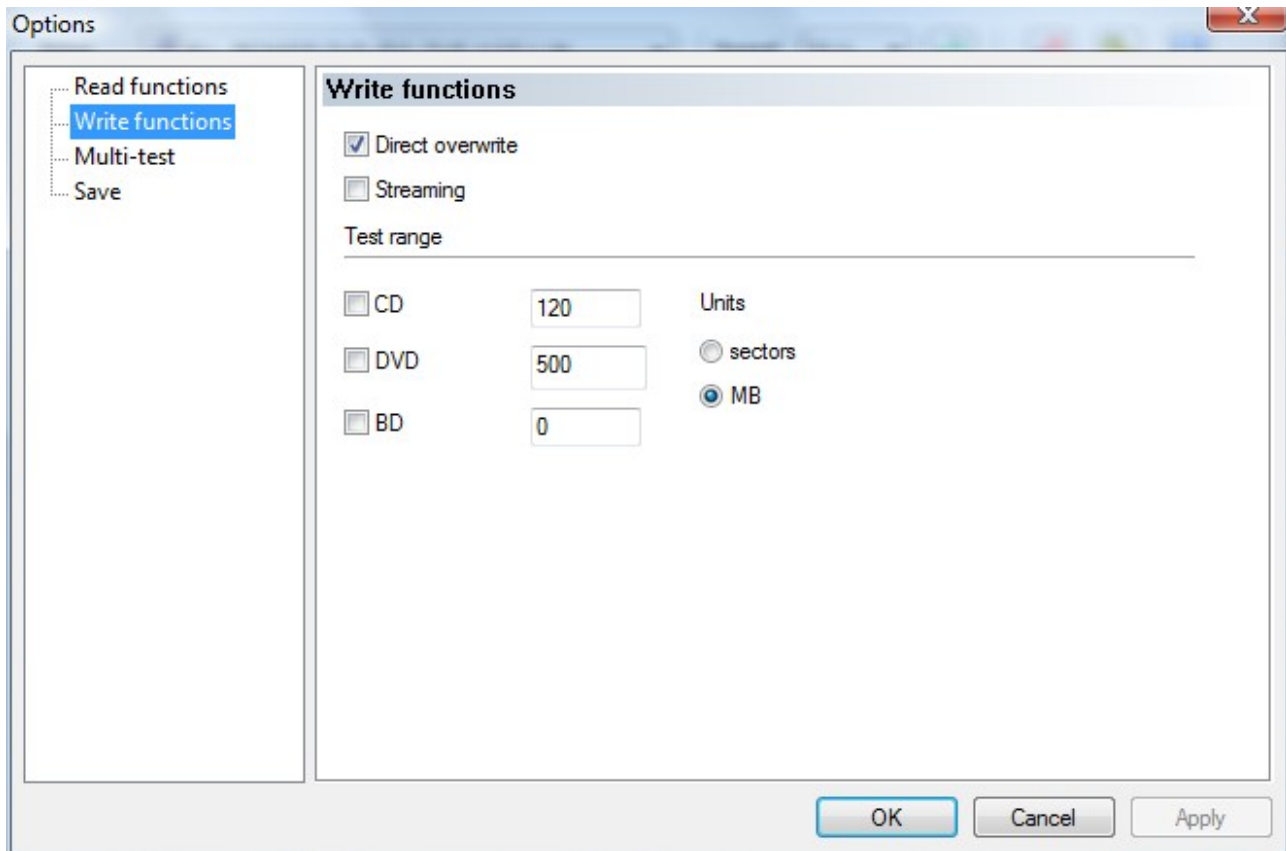 Options
Read functions
Write functions
Multi-test
Save
Write functions
Direct overwrite
Streaming
Test range
CD 120 Units
DVD 500 sectors
MB
BD 0
OK Cancel Apply